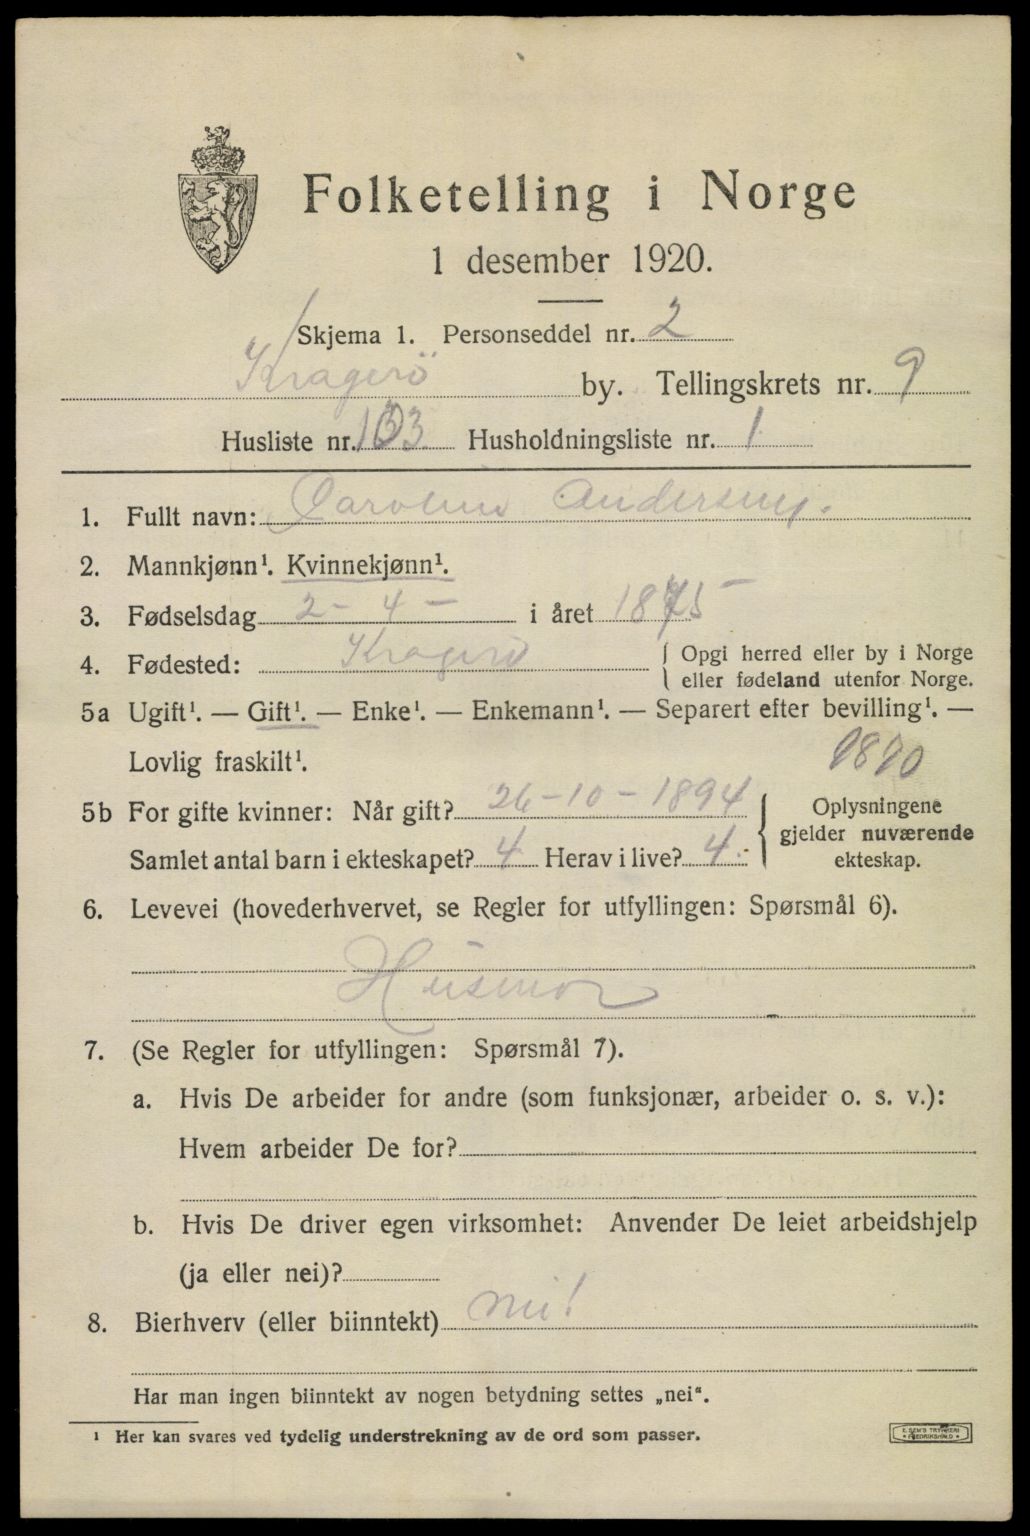 Folketelling i Norge
1 desember 1920.
Skjema 1. Personseddel nr. 2
Kragerö by. Tellingskrets nr. 9
Husliste nr. 103 Husholdningsliste nr. 1
1. Fullt navn: Caroline Andersen.
2. Mannkjønn¹. Kvinnekjønn¹.
3. Fødselsdag 2 - 4 - i året 1875
4. Fødested: Kragerö { Opgi herred eller by i Norge
eller fødeland utenfor Norge.
5a Ugift¹. — Gift¹. — Enke¹. — Enkemann¹. — Separert efter bevilling¹. —
Lovlig fraskilt¹.
5b For gifte kvinner: Når gift? 26-10-1894
Samlet antal barn i ekteskapet? 4 Herav i live? 4.
} Oplysningene
gjelder nuværende
ekteskap.
6. Levevei (hovederhvervet, se Regler for utfyllingen: Spørsmål 6).
Husmor
7. (Se Regler for utfyllingen: Spørsmål 7).
a. Hvis De arbeider for andre (som funksjonær, arbeider o. s. v.):
Hvem arbeider De for?
b. Hvis De driver egen virksomhet: Anvender De leiet arbeidshjelp
(ja eller nei)?
8. Bierhverv (eller biinntekt) nei!
Har man ingen biinntekt av nogen betydning settes „nei“.
¹ Her kan svares ved tydelig understrekning av de ord som passer.